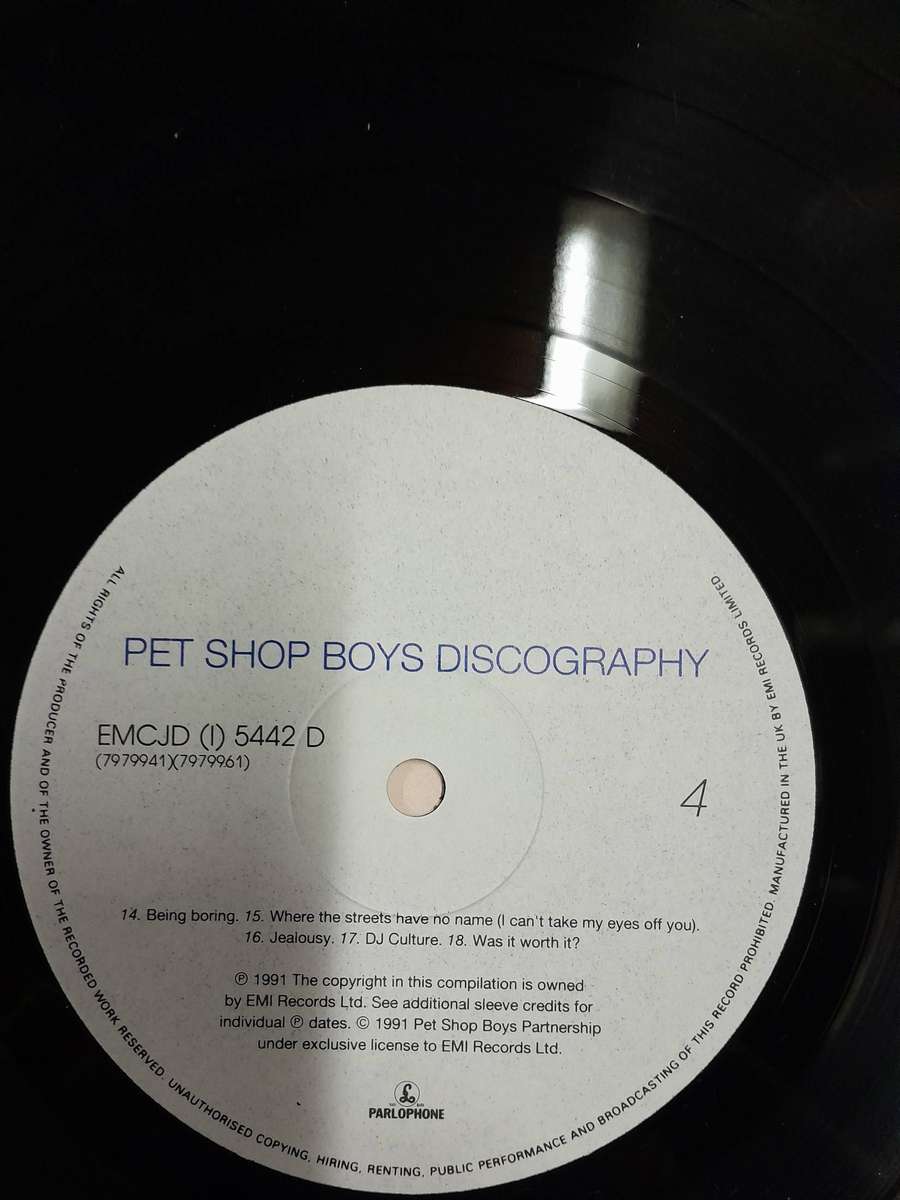 PET SHOP BOYS DISCOGRAPHY
EMCJD (I) 5442 D
(7979941)(7979961)
4
14. Being boring. 15. Where the streets have no name (I can't take my eyes off you).
16. Jealousy. 17. DJ Culture. 18. Was it worth it?
℗ 1991 The copyright in this compilation is owned
by EMI Records Ltd. See additional sleeve credits for
individual ℗ dates. © 1991 Pet Shop Boys Partnership
under exclusive license to EMI Records Ltd.
£
PARLOPHONE
ALL RIGHTS OF THE PRODUCER AND OF THE OWNER OF THE RECORDED WORK RESERVED. UNAUTHORISED COPYING, HIRING, RENTING, PUBLIC PERFORMANCE AND BROADCASTING OF THIS RECORD PROHIBITED. MANUFACTURED IN THE UK BY EMI RECORDS LIMITED.